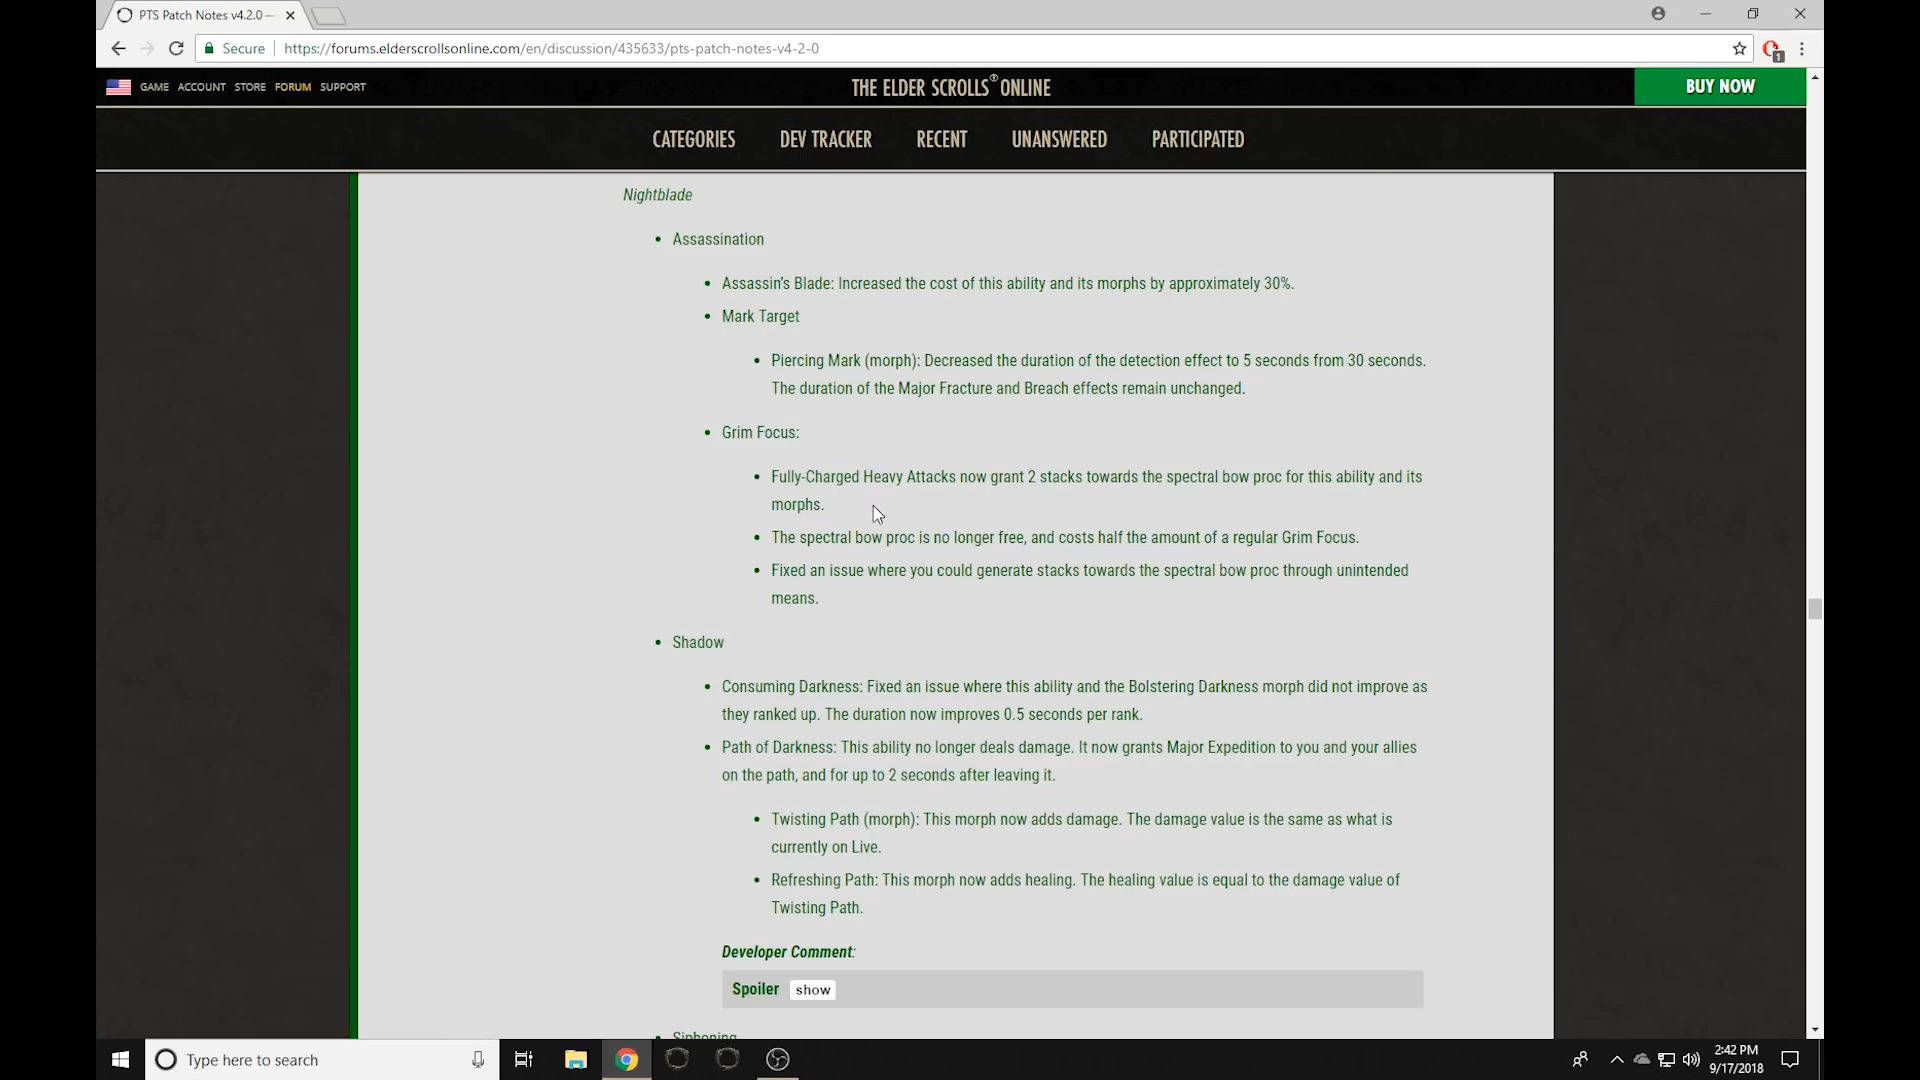 PTS Patch Notes v4.2.0 —
Secure
https://forums.elderscrollsonline.com/en/discussion/435633/pts-patch-notes-v4-2-0
1
GAME ACCOUNT STORE FORUM SUPPORT
THE ELDER SCROLLS® ONLINE
BUY NOW
CATEGORIES DEV TRACKER RECENT UNANSWERED PARTICIPATED
Nightblade
• Assassination
• Assassin's Blade: Increased the cost of this ability and its morphs by approximately 30%.
• Mark Target
• Piercing Mark (morph): Decreased the duration of the detection effect to 5 seconds from 30 seconds.
The duration of the Major Fracture and Breach effects remain unchanged.
• Grim Focus:
• Fully-Charged Heavy Attacks now grant 2 stacks towards the spectral bow proc for this ability and its
morphs.
• The spectral bow proc is no longer free, and costs half the amount of a regular Grim Focus.
• Fixed an issue where you could generate stacks towards the spectral bow proc through unintended
means.
• Shadow
• Consuming Darkness: Fixed an issue where this ability and the Bolstering Darkness morph did not improve as
they ranked up. The duration now improves 0.5 seconds per rank.
• Path of Darkness: This ability no longer deals damage. It now grants Major Expedition to you and your allies
on the path, and for up to 2 seconds after leaving it.
• Twisting Path (morph): This morph now adds damage. The damage value is the same as what is
currently on Live.
• Refreshing Path: This morph now adds healing. The healing value is equal to the damage value of
Twisting Path.
Developer Comment:
Spoiler show
• Siphoning
Type here to search
2:42 PM
9/17/2018